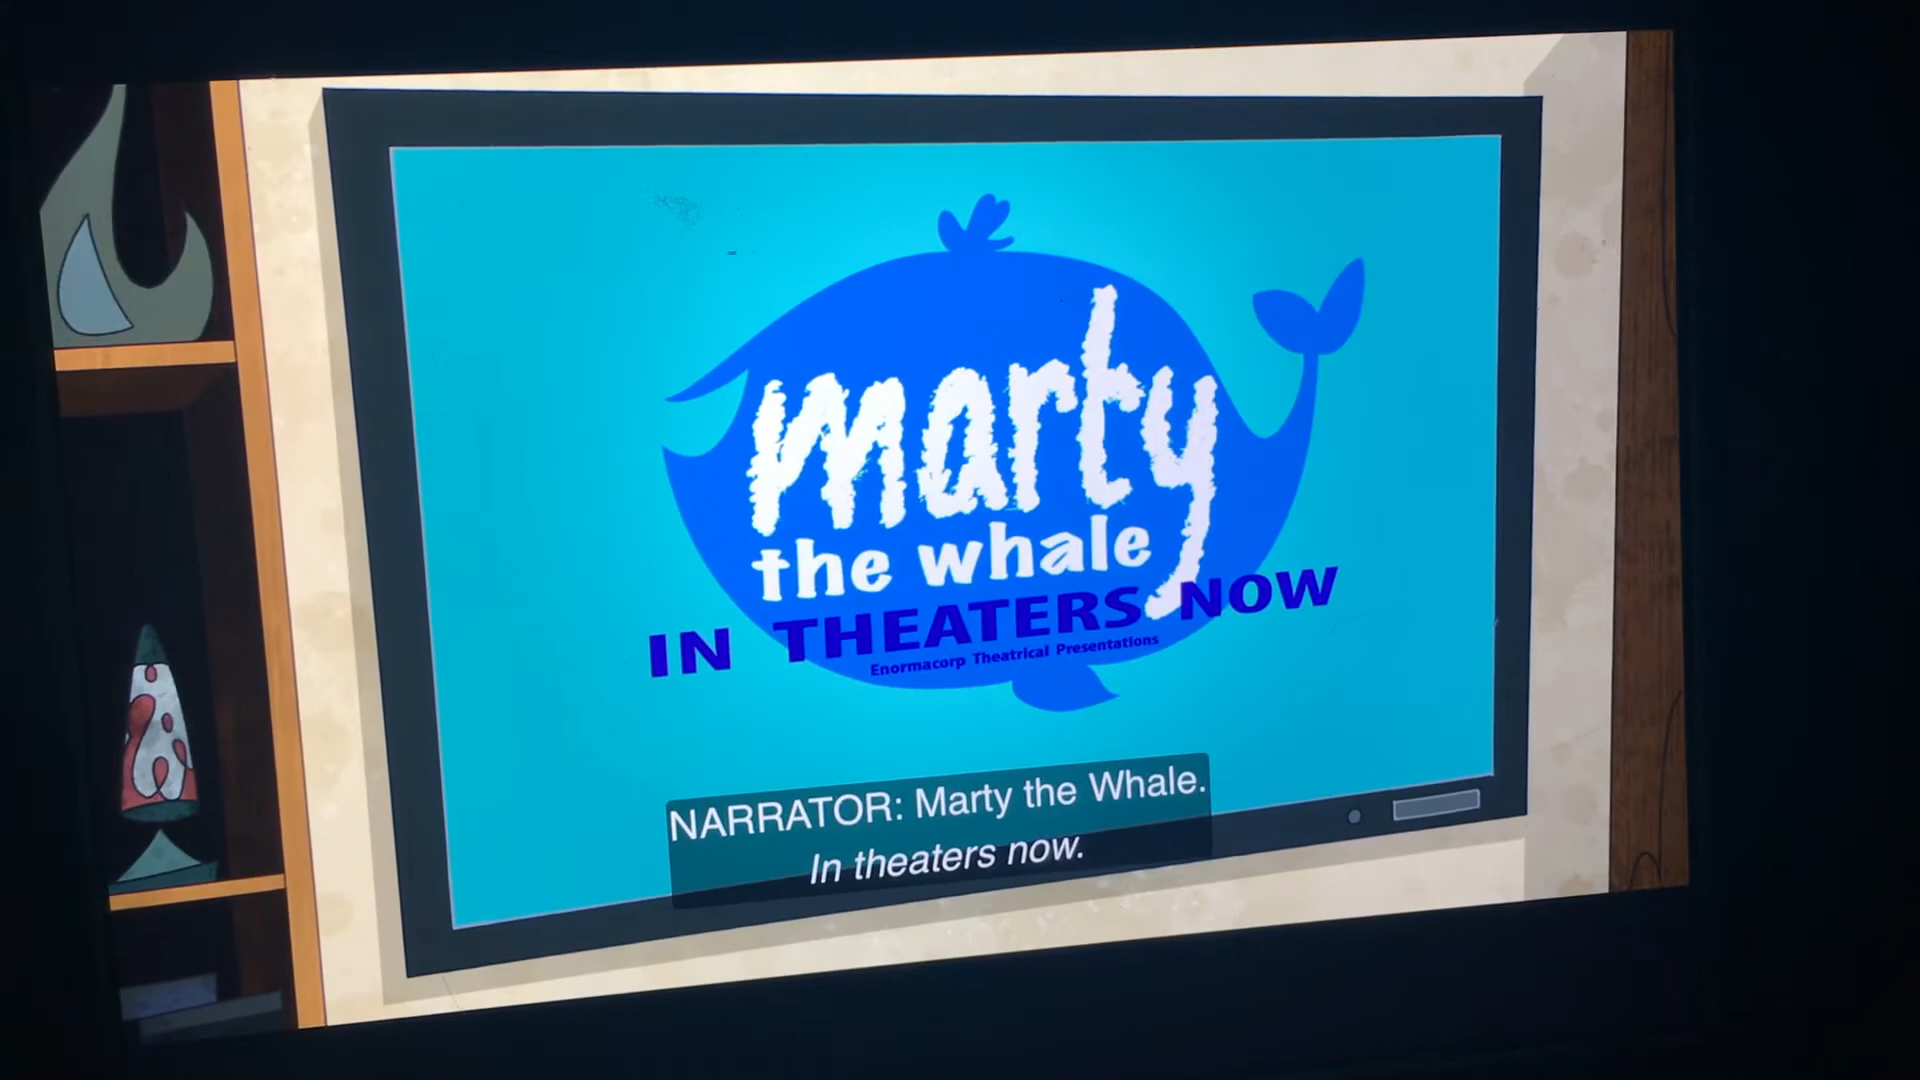 marty
the whale
IN THEATERS NOW
Enormacorp Theatrical Presentations
NARRATOR: Marty the Whale.
In theaters now.